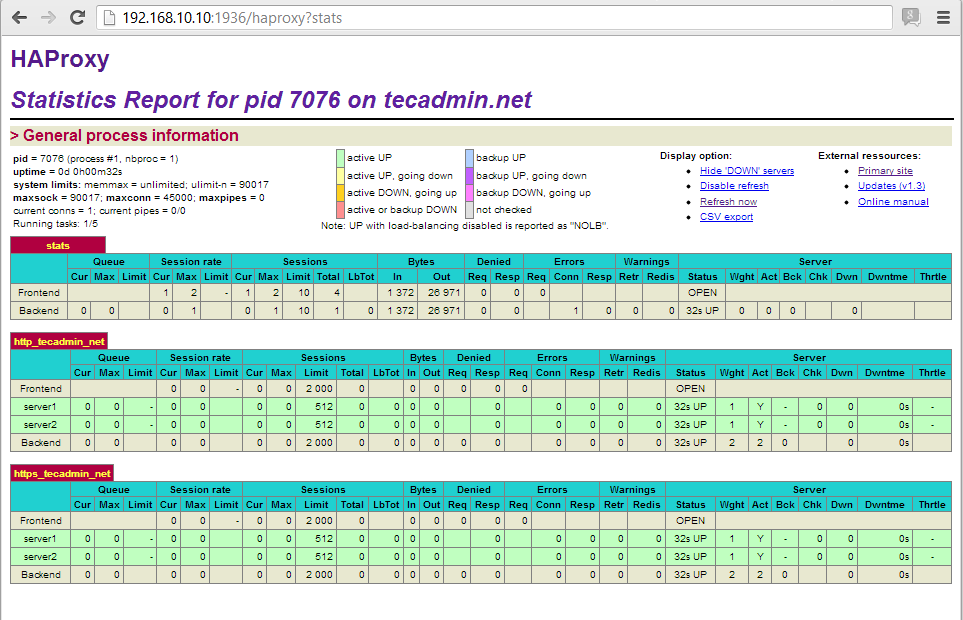 192.168.10.10:1936/haproxy?stats
HAProxy
Statistics Report for pid 7076 on tecadmin.net
> General process information
pid = 7076 (process #1, nbproc = 1)
uptime = 0d 0h00m32s
system limits: memmax = unlimited; ulimit-n = 90017
maxsock = 90017; maxconn = 45000; maxpipes = 0
current conns = 1; current pipes = 0/0
Running tasks: 1/5
active UP backup UP
active UP, going down backup UP, going down
active DOWN, going up backup DOWN, going up
active or backup DOWN not checked
Note: UP with load-balancing disabled is reported as "NOLB".
Display option:
• Hide 'DOWN' servers
• Disable refresh
• Refresh now
• CSV export
External ressources:
• Primary site
• Updates (v1.3)
• Online manual
stats
Queue Session rate Sessions Bytes Denied Errors Warnings Server
Cur Max Limit Cur Max Limit Cur Max Limit Total LbTot In Out Req Resp Req Conn Resp Retr Redis Status Wght Act Bck Chk Dwn Dwntme Thrtle
Frontend 1 2 - 1 2 10 4 1 372 26 971 0 0 0 OPEN
Backend 0 0 0 1 0 1 10 1 0 1 372 26 971 0 0 1 0 0 0 32s UP 0 0 0 0
http_tecadmin_net
Queue Session rate Sessions Bytes Denied Errors Warnings Server
Cur Max Limit Cur Max Limit Cur Max Limit Total LbTot In Out Req Resp Req Conn Resp Retr Redis Status Wght Act Bck Chk Dwn Dwntme Thrtle
Frontend 0 0 - 0 0 2 000 0 0 0 0 0 0 OPEN
server1 0 0 - 0 0 0 0 512 0 0 0 0 0 0 0 0 0 32s UP 1 Y - 0 0 0s -
server2 0 0 - 0 0 0 0 512 0 0 0 0 0 0 0 0 0 32s UP 1 Y - 0 0 0s -
Backend 0 0 0 0 0 0 2 000 0 0 0 0 0 0 0 0 0 0 32s UP 2 2 0 0 0s
https_tecadmin_net
Queue Session rate Sessions Bytes Denied Errors Warnings Server
Cur Max Limit Cur Max Limit Cur Max Limit Total LbTot In Out Req Resp Req Conn Resp Retr Redis Status Wght Act Bck Chk Dwn Dwntme Thrtle
Frontend 0 0 - 0 0 2 000 0 0 0 0 0 0 OPEN
server1 0 0 - 0 0 0 0 512 0 0 0 0 0 0 0 0 0 32s UP 1 Y - 0 0 0s -
server2 0 0 - 0 0 0 0 512 0 0 0 0 0 0 0 0 0 32s UP 1 Y - 0 0 0s -
Backend 0 0 0 0 0 0 2 000 0 0 0 0 0 0 0 0 0 0 32s UP 2 2 0 0 0s